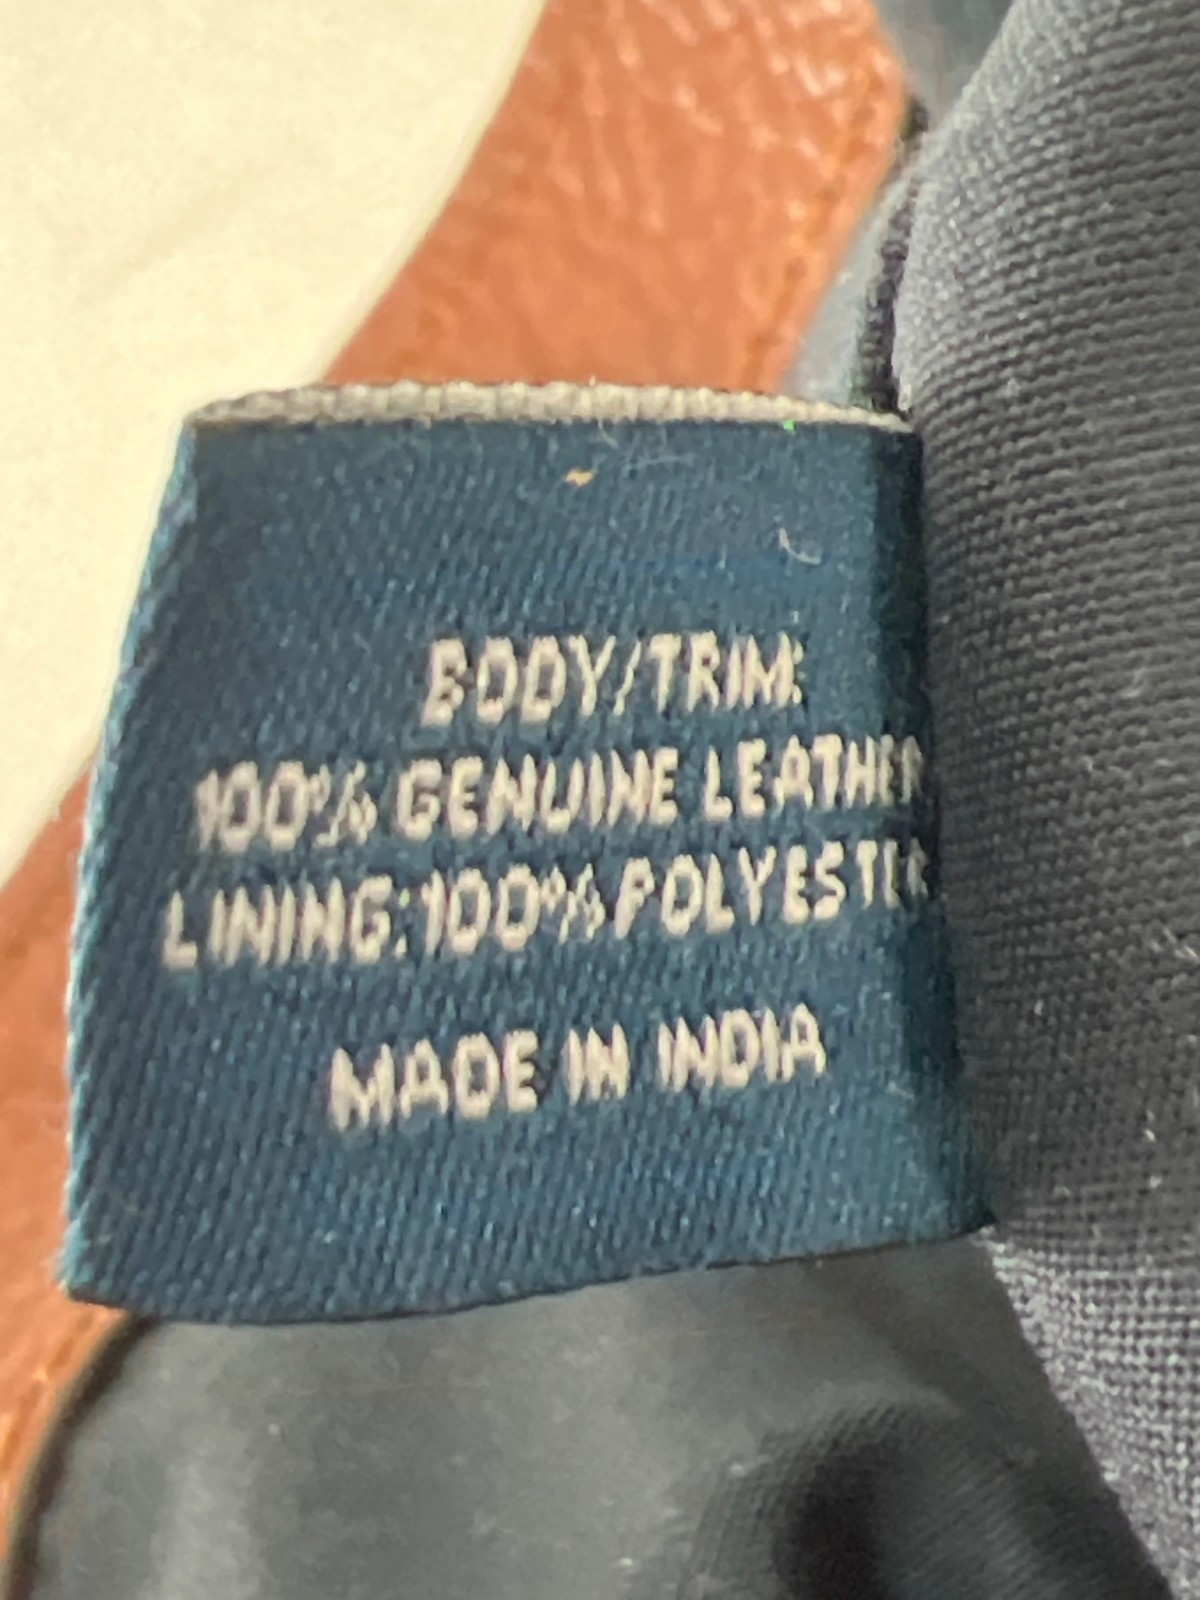 BODY/TRIM:
100% GENUINE LEATHER
LINING:100% POLYESTER
MADE IN INDIA